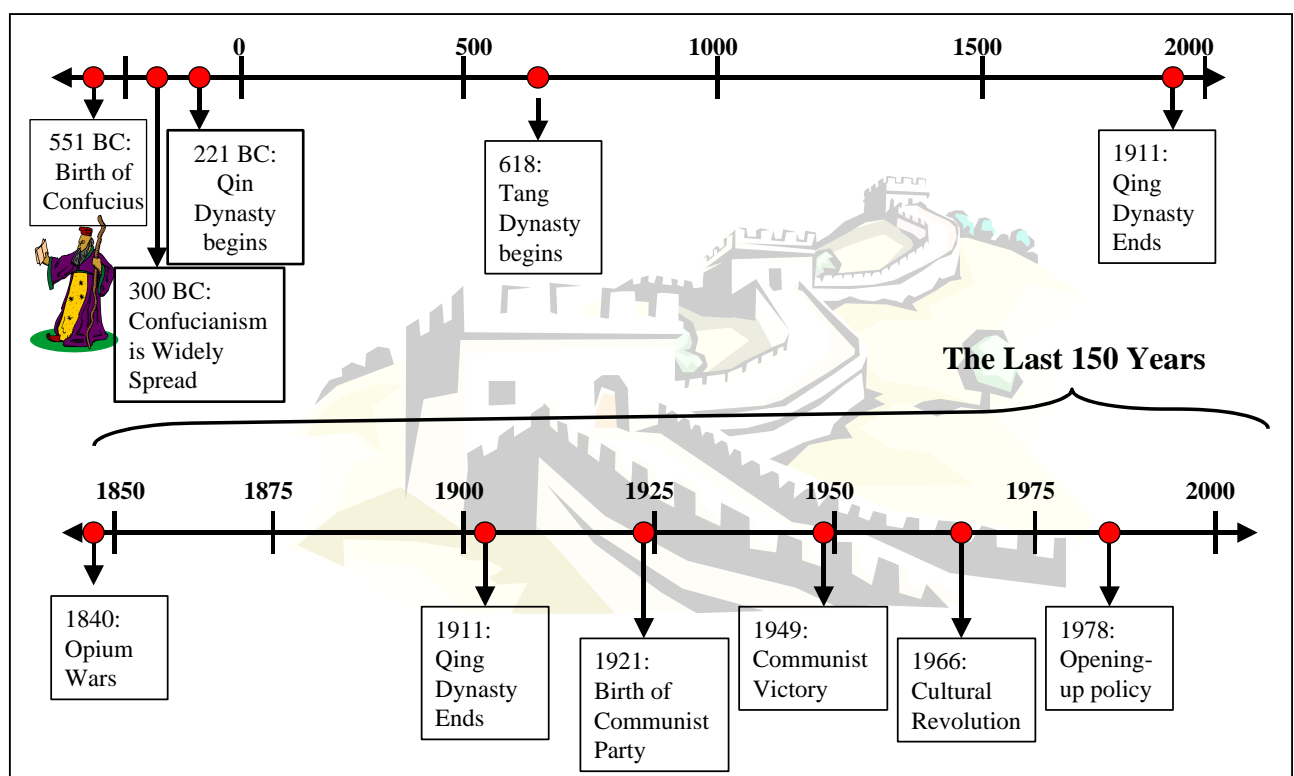 0 500 1000 1500 2000
551 BC:
Birth of
Confucius
221 BC:
Qin
Dynasty
begins
618:
Tang
Dynasty
begins
1911:
Qing
Dynasty
Ends
300 BC:
Confucianism
is Widely
Spread
The Last 150 Years
1850 1875 1900 1925 1950 1975 2000
1840:
Opium
Wars
1911:
Qing
Dynasty
Ends
1921:
Birth of
Communist
Party
1949:
Communist
Victory
1966:
Cultural
Revolution
1978:
Opening-
up policy